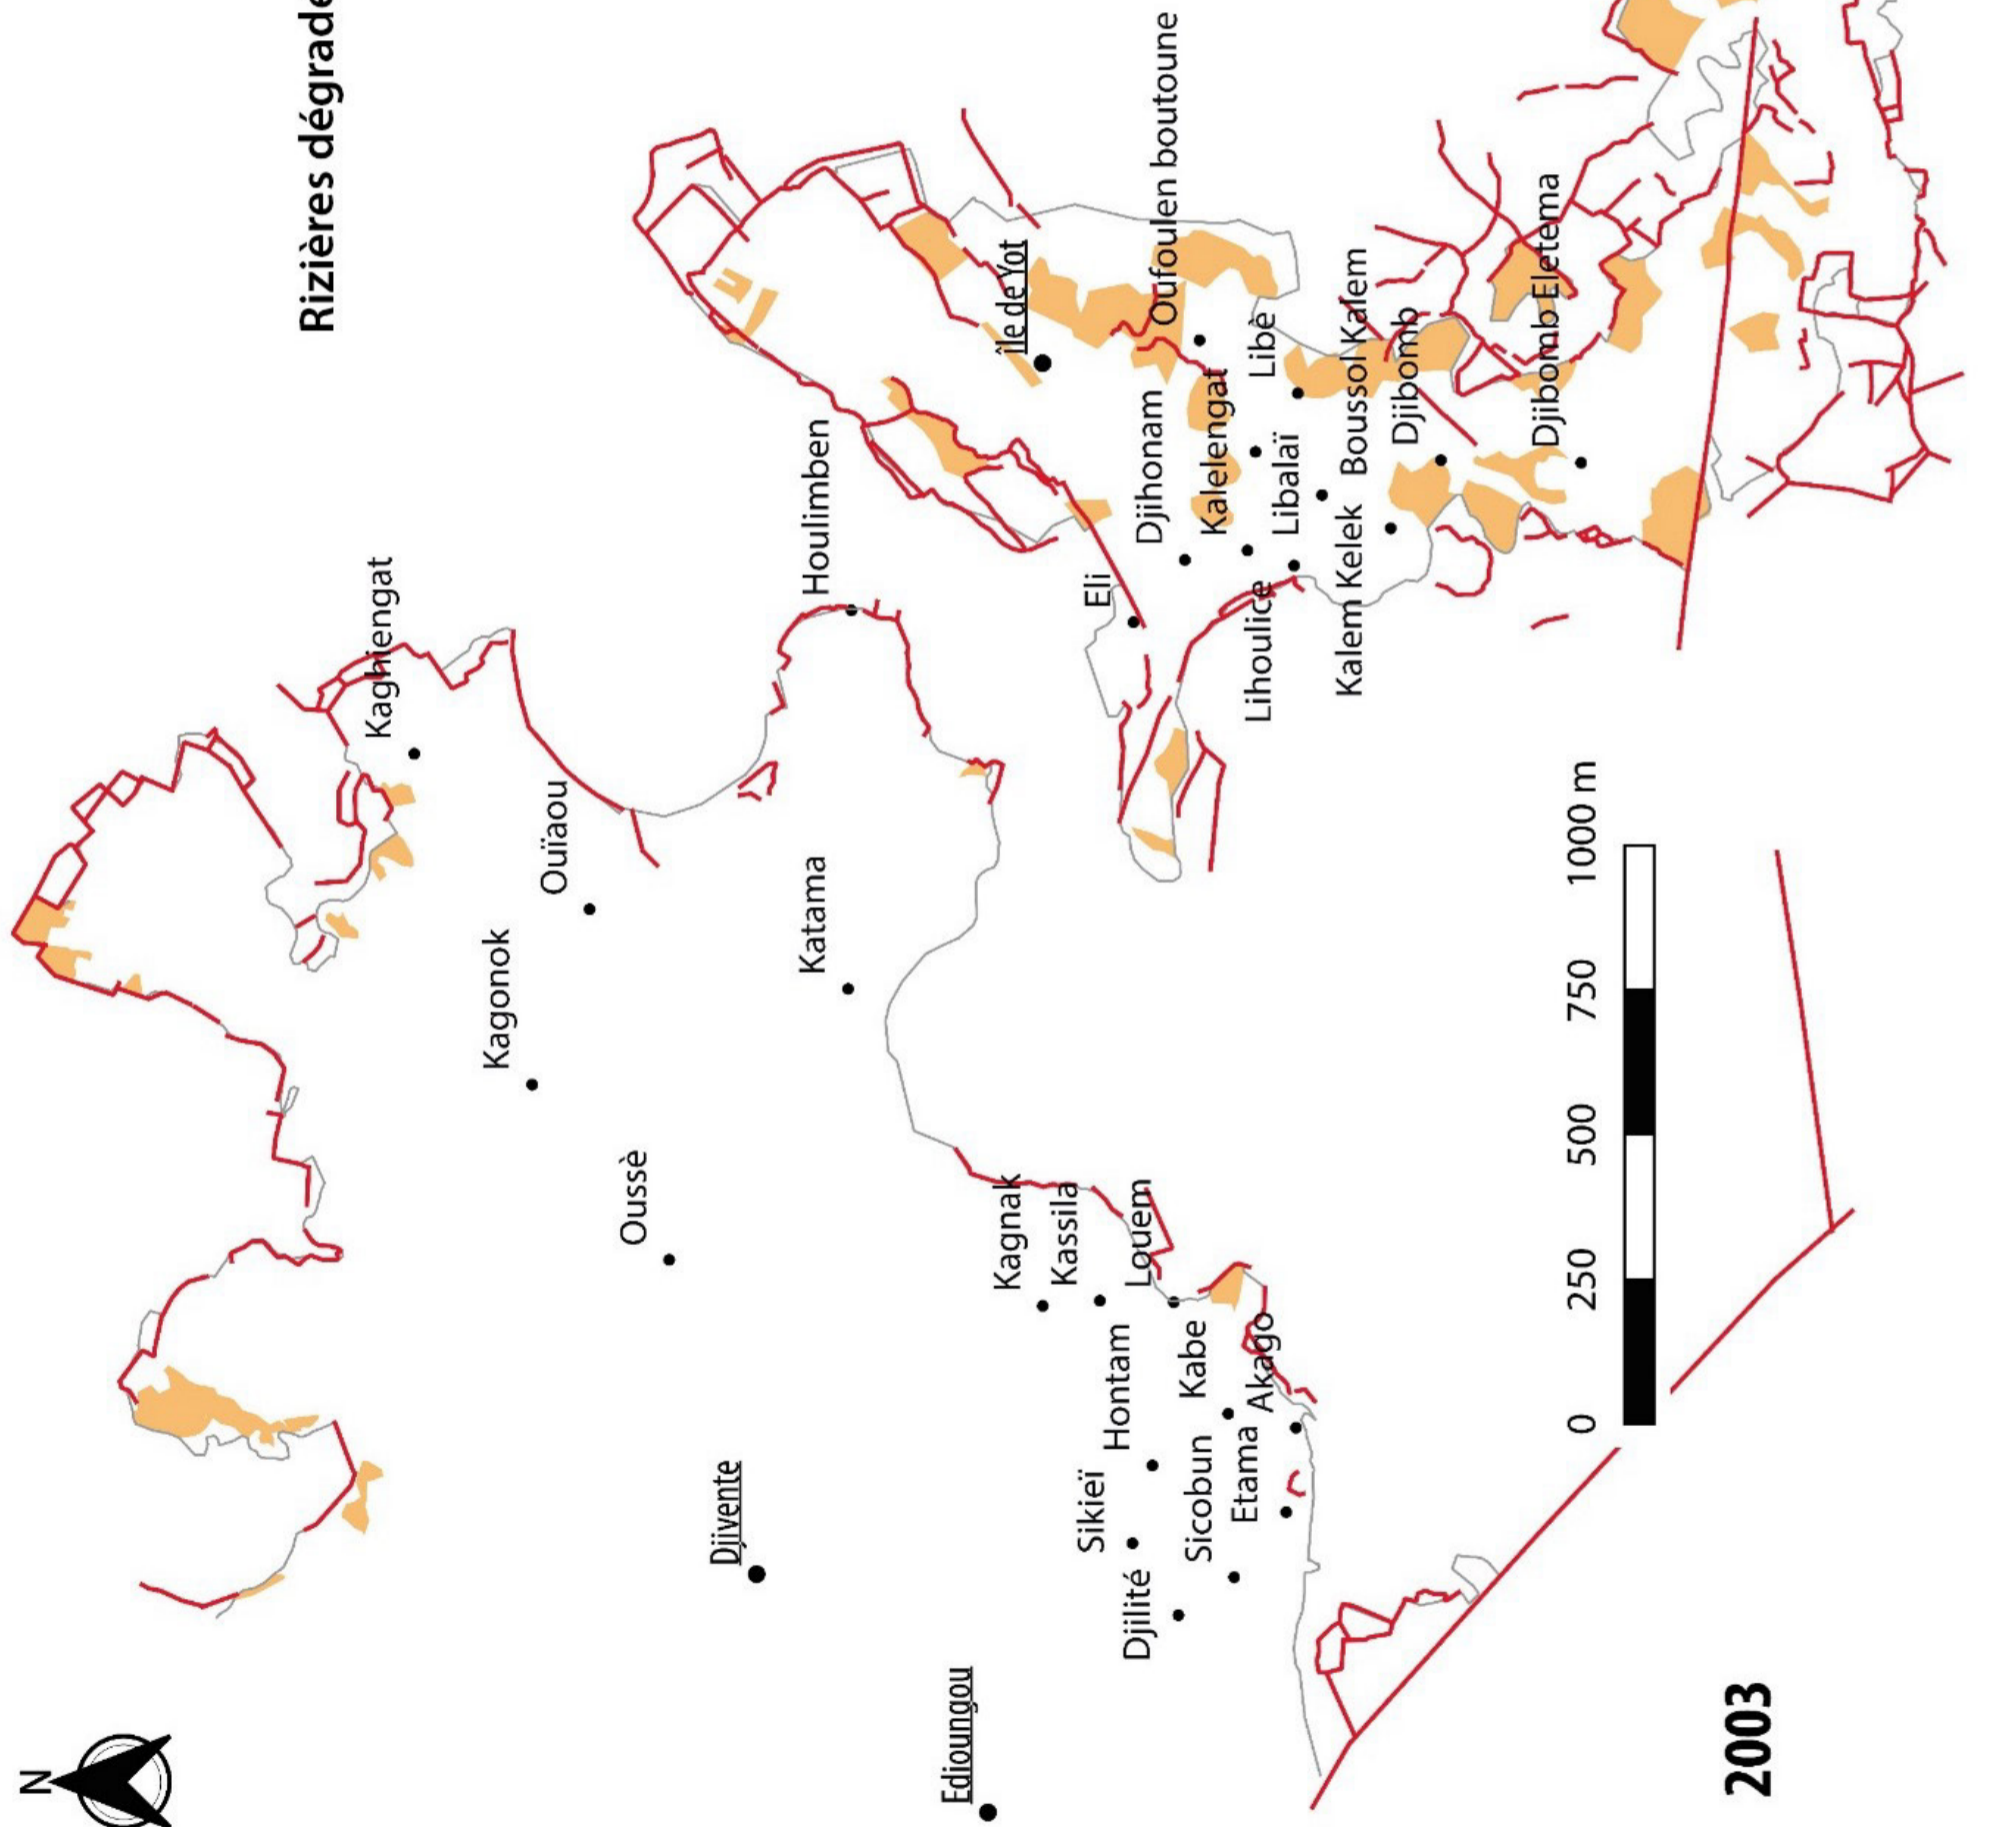 N
Rizières
Kaghiengat
Kagonok
Ouïaou
Oussè
Djivente
Katama
Houlimben
Edioungou
Kagnak
île de Yot
Kassila
Sikieï
Eli
Hontam
Djilité
Louem
Djihonam
Oufoulen boutoune
Kabe
Sicobun
Kalelengat
Etama
Lihoulice
Akago
Libè
Libalaï
Kalem Kelek
Boussol Kalem
Djibomb
Djibomb Eletema
0 250 500 750 1000 m
2003